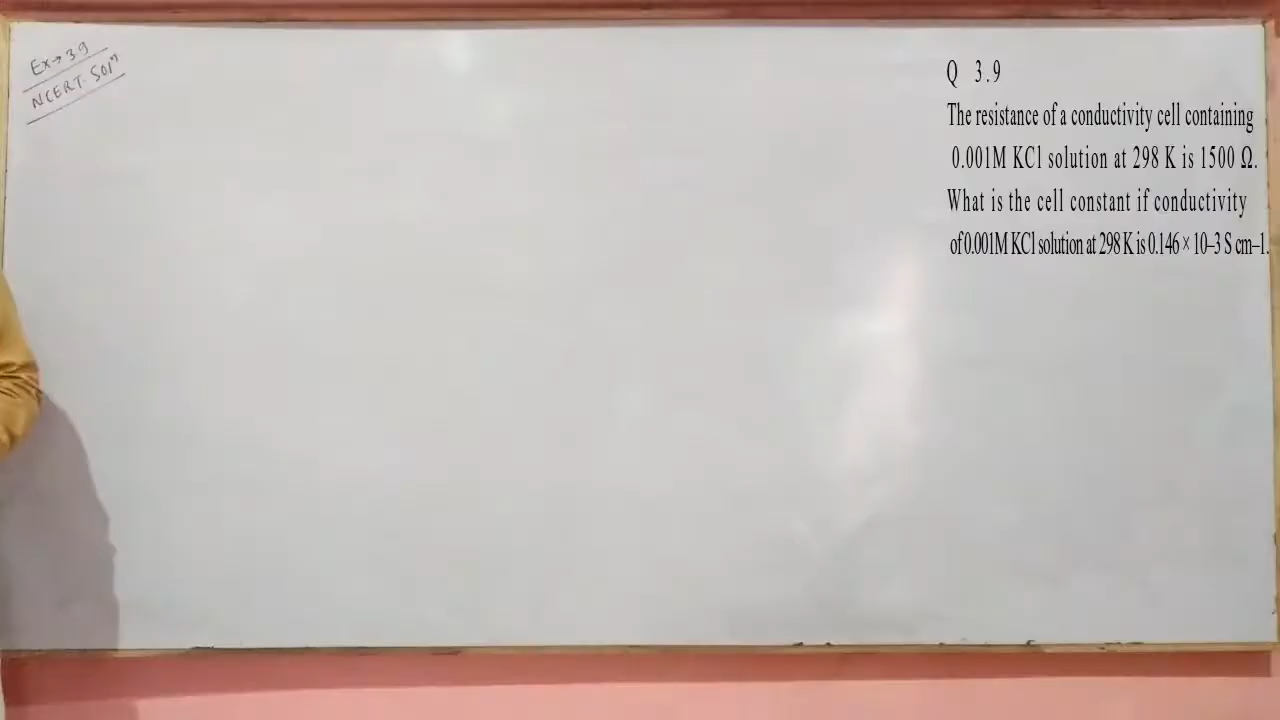 Ex→ 3.9
NCERT. Solⁿ
Q 3.9
The resistance of a conductivity cell containing
0.001M KCl solution at 298 K is 1500 Ω.
What is the cell constant if conductivity
of 0.001M KCl solution at 298 K is 0.146 × 10–3 S cm–1.